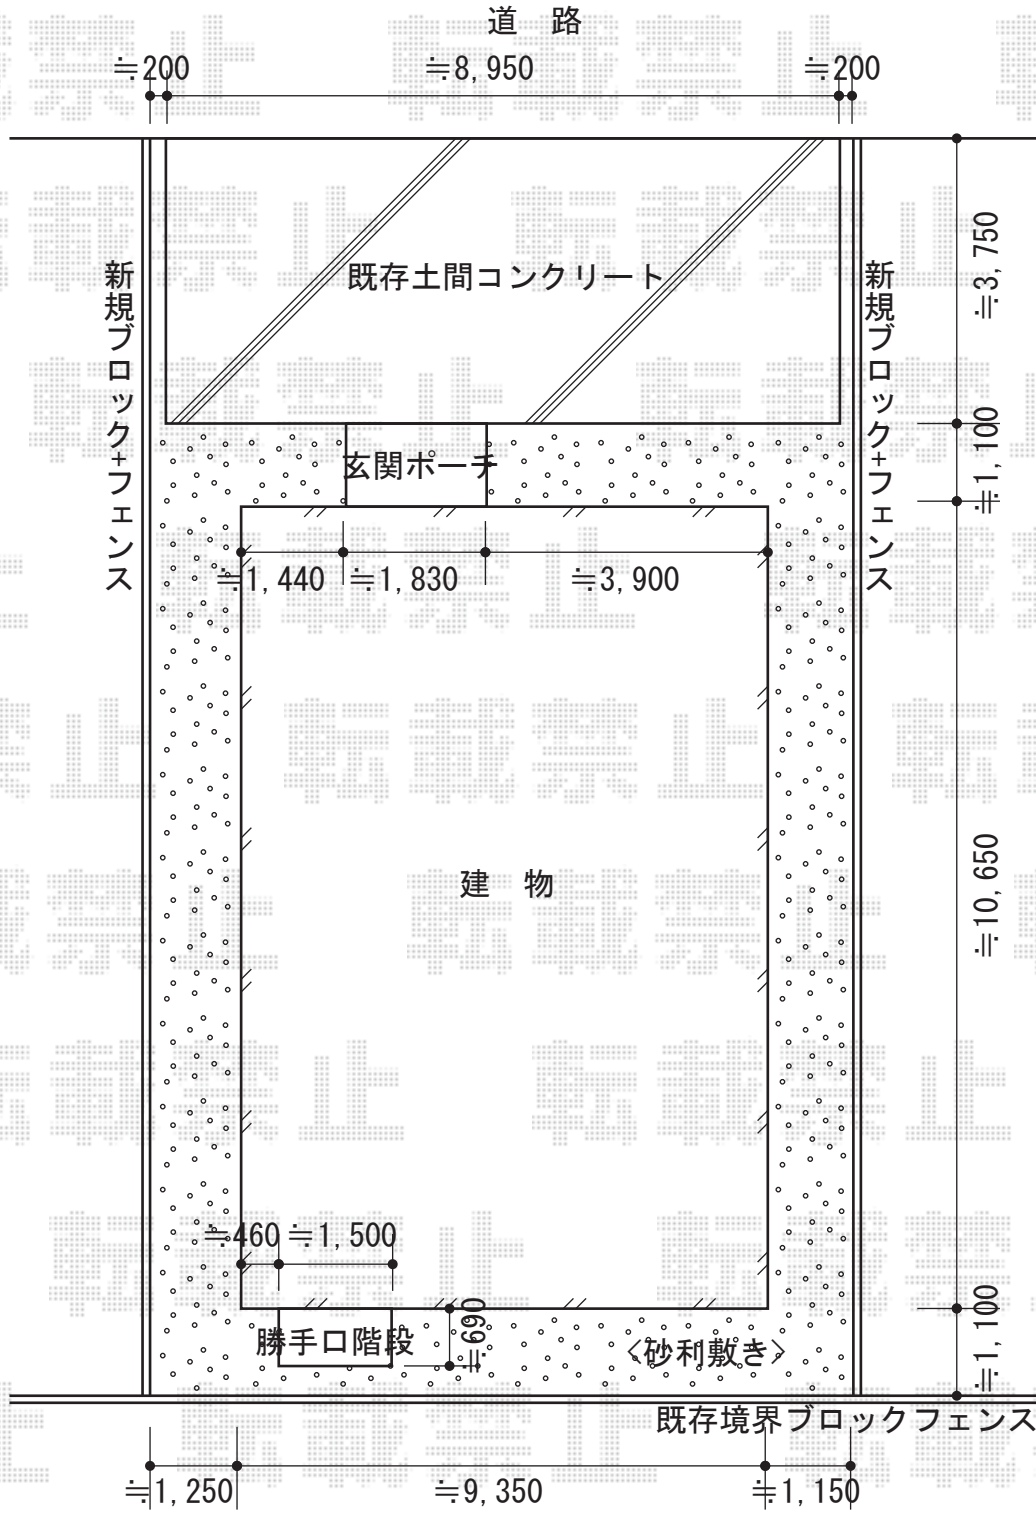 道 路
≒200
≒8,950
≒200
≒3,750
既存土間コンクリート
新規ブロック+フェンス
新規ブロック+フェンス
≒1,100
玄関ポーチ
≒1,440
≒1,830
≒3,900
建 物
≒10,650
≒460
≒1,500
≒690
勝手口階段
<砂利敷き>
≒1,100
既存境界ブロックフェンス
≒1,250
≒9,350
≒1,150
転載禁止